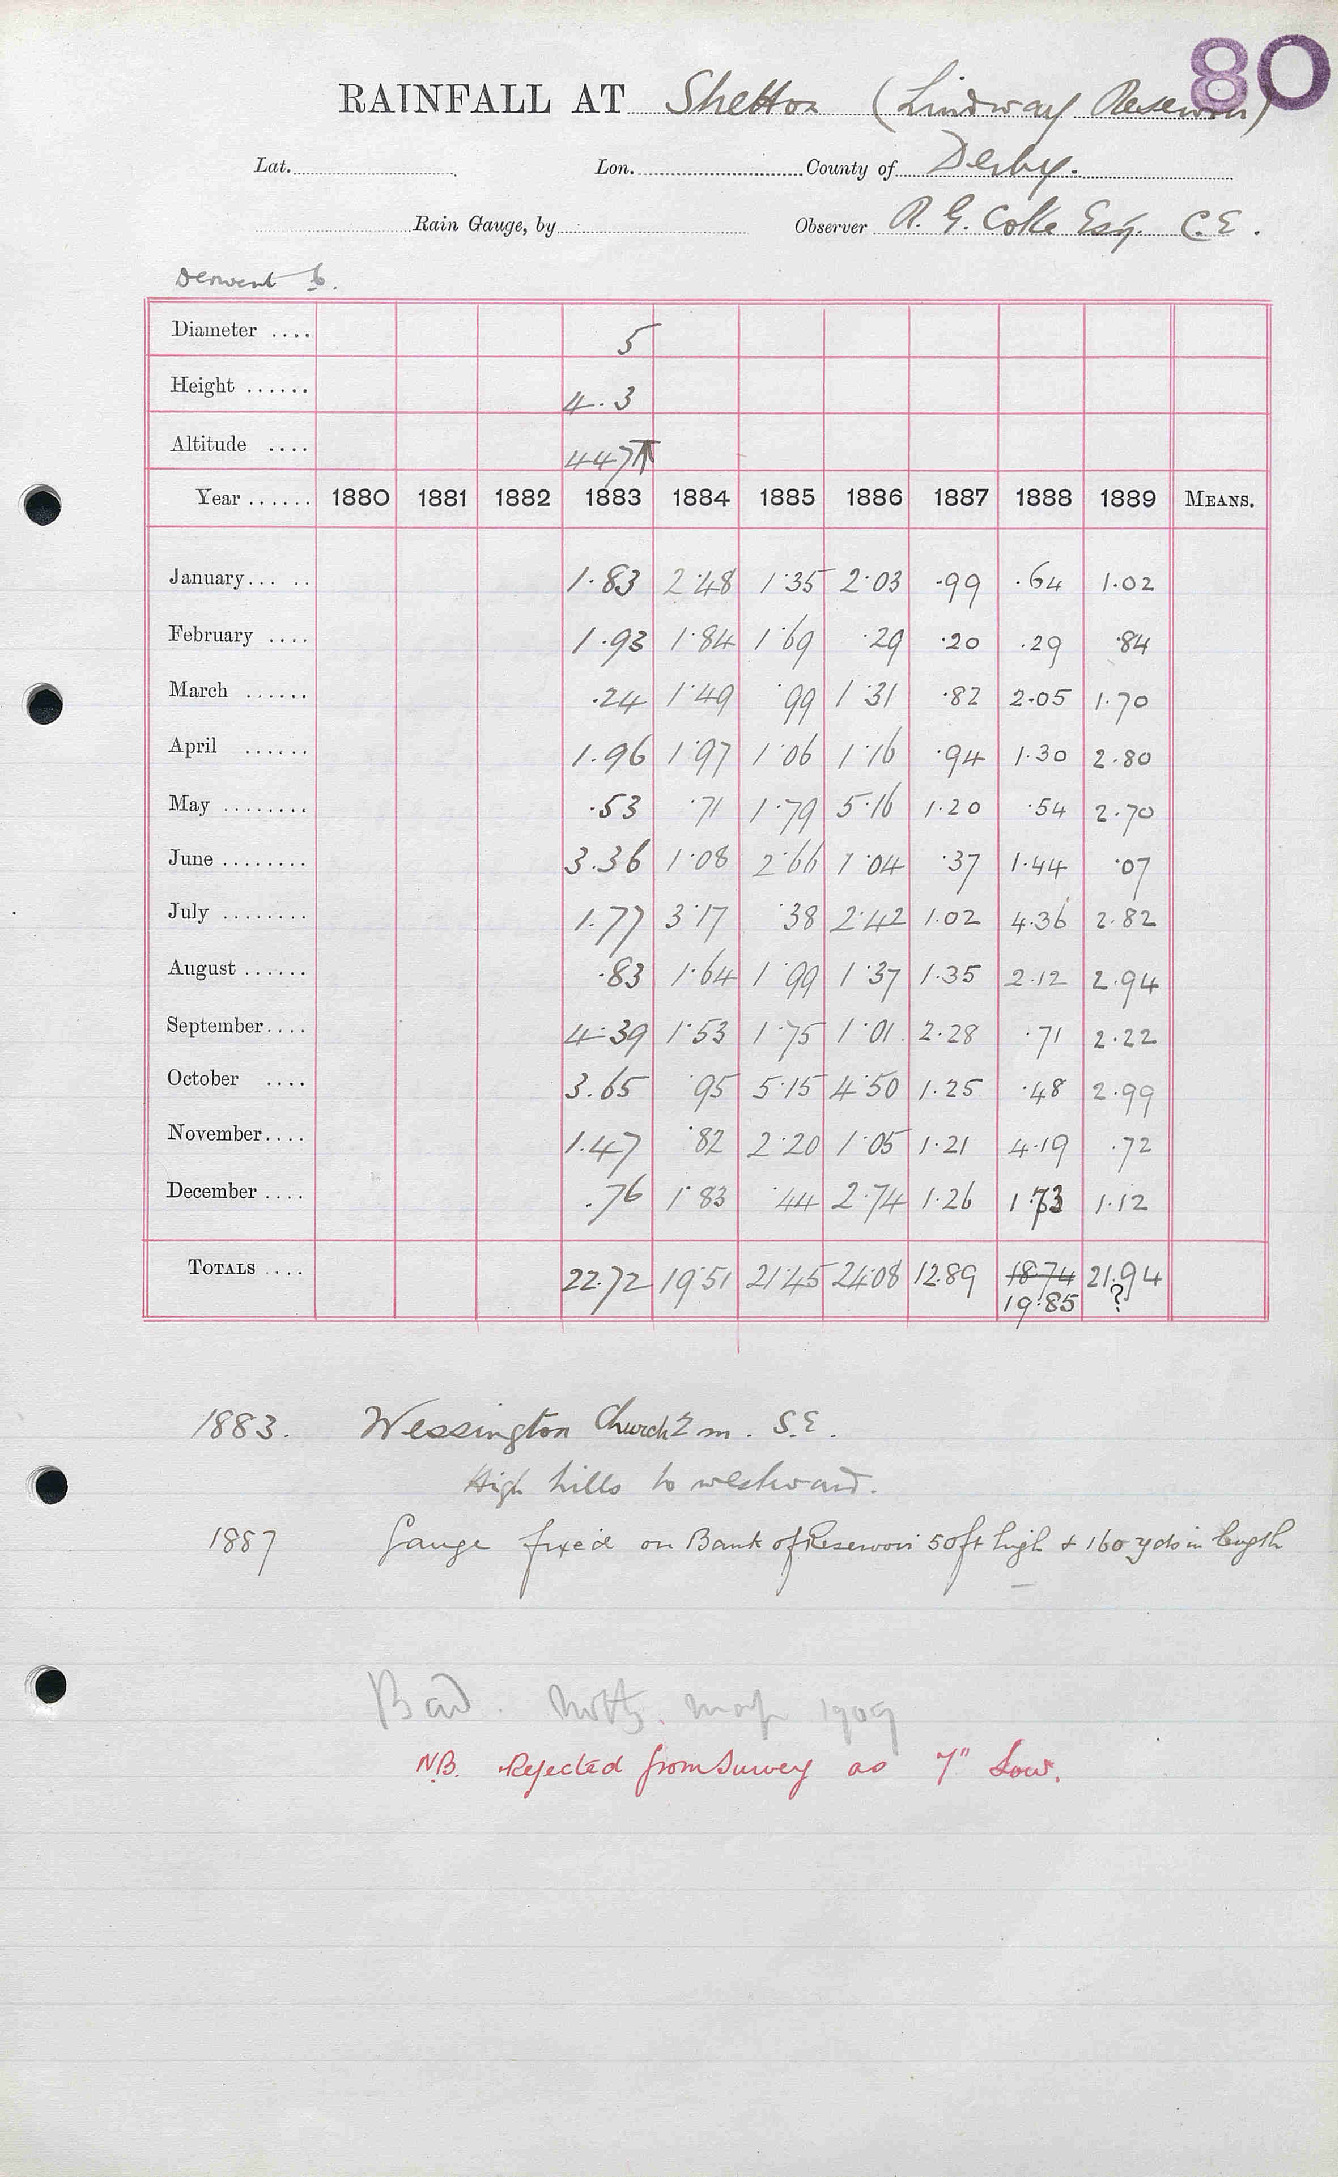 80
RAINFALL AT Shetton (Lindway Reservoir)
Lat. Lon. County of Derby.
Rain Gauge, by Observer R. G. Coke Esq. C.E.
Derwent b.
Diameter .... 5
Height ...... 4.3
Altitude .... 447↑
Year ...... 1880 1881 1882 1883 1884 1885 1886 1887 1888 1889 MEANS.
January... .. 1.83 2.48 1.35 2.03 .99 .64 1.02
February .... 1.93 1.84 1.69 .29 .20 .29 .84
March ...... .24 1.49 .99 1.31 .82 2.05 1.70
April ...... 1.96 1.97 1.06 1.16 .94 1.30 2.80
May ........ .53 .71 1.79 5.16 1.20 .54 2.70
June ........ 3.36 1.08 2.66 1.04 .37 1.44 .07
July ........ 1.77 3.17 .38 2.42 1.02 4.36 2.82
August ...... .83 1.64 1.99 1.37 1.35 2.12 2.94
September.... 4.39 1.53 1.75 1.01 2.28 .71 2.22
October .... 3.65 .95 5.15 4.50 1.25 .48 2.99
November.... 1.47 .82 2.20 1.05 1.21 4.19 .72
December .... .76 1.83 .44 2.74 1.26 1.73 1.12
TOTALS .... 22.72 19.51 21.45 24.08 12.89 18.74 21.94
19.85 ?
1883. Wessington Church 2 m. S.E.
High hills to westward.
1887 Gauge fixed on Bank of Reservoir 50ft high & 160 yds in length
Bad. Notts. map 1909
N.B. Rejected from Survey as 7" Low.